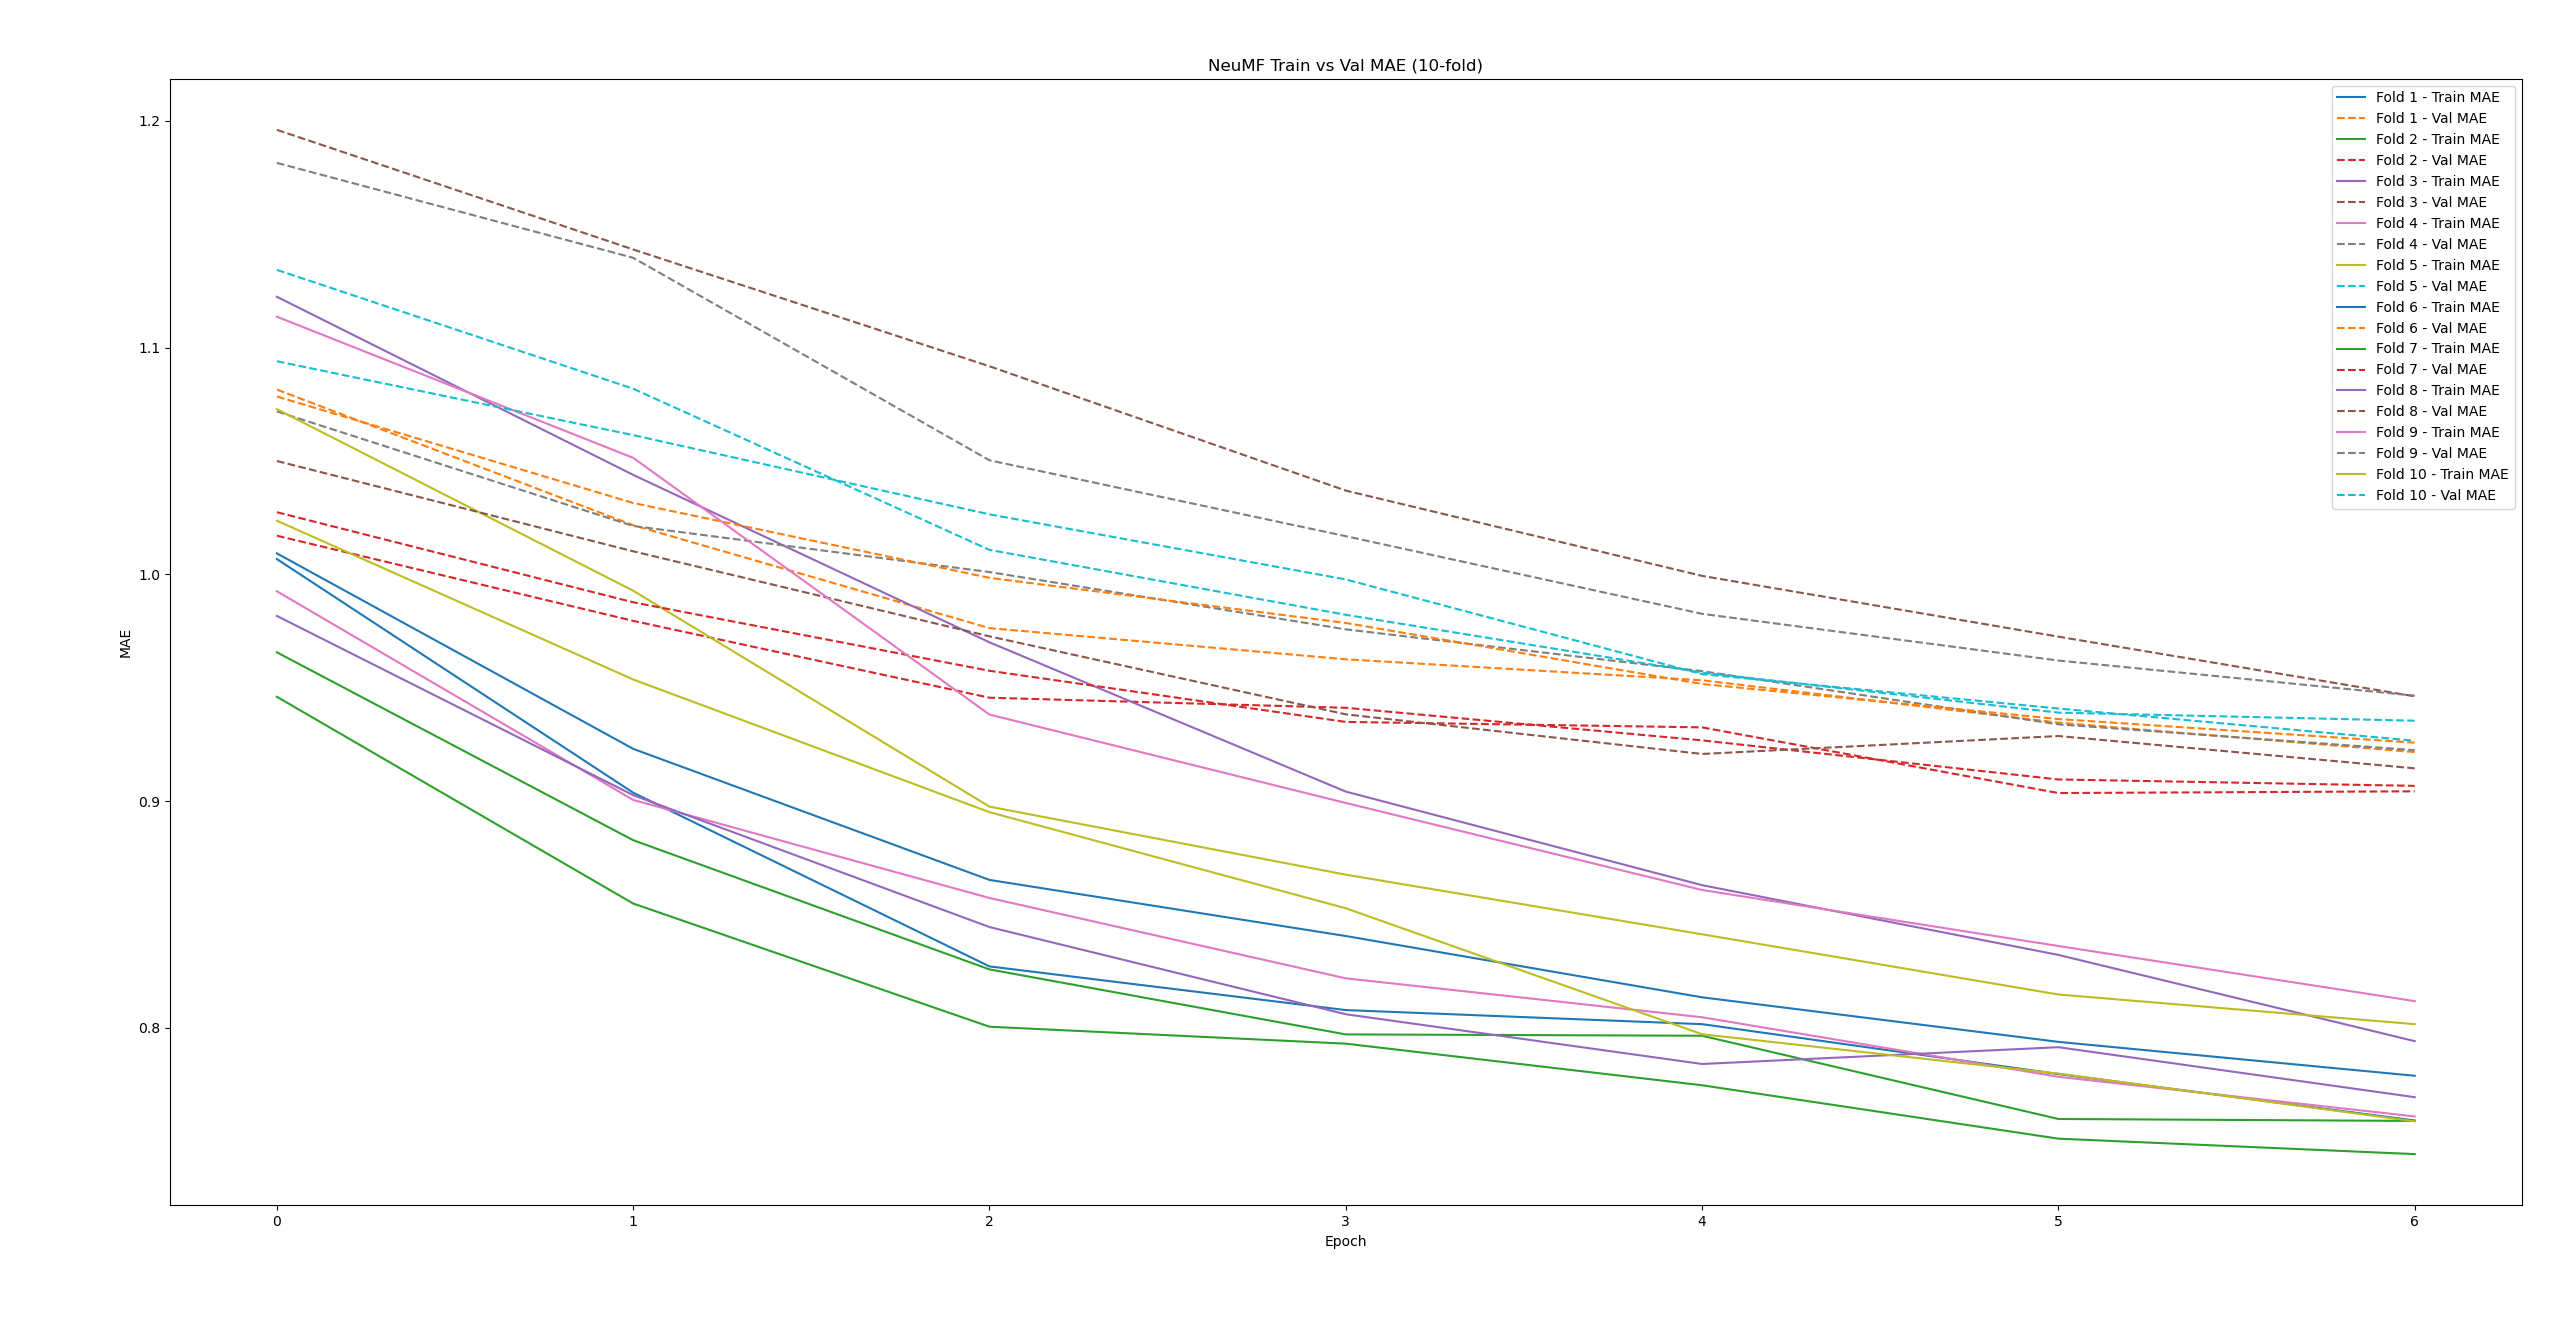 NeuMF Train vs Val MAE (10-fold)
Fold 1 - Train MAE
Fold 1 - Val MAE
Fold 2 - Train MAE
Fold 2 - Val MAE
Fold 3 - Train MAE
Fold 3 - Val MAE
Fold 4 - Train MAE
Fold 4 - Val MAE
Fold 5 - Train MAE
Fold 5 - Val MAE
Fold 6 - Train MAE
Fold 6 - Val MAE
Fold 7 - Train MAE
Fold 7 - Val MAE
Fold 8 - Train MAE
Fold 8 - Val MAE
Fold 9 - Train MAE
Fold 9 - Val MAE
Fold 10 - Train MAE
Fold 10 - Val MAE
MAE
1.2
1.1
1.0
0.9
0.8
0 1 2 3 4 5 6
Epoch